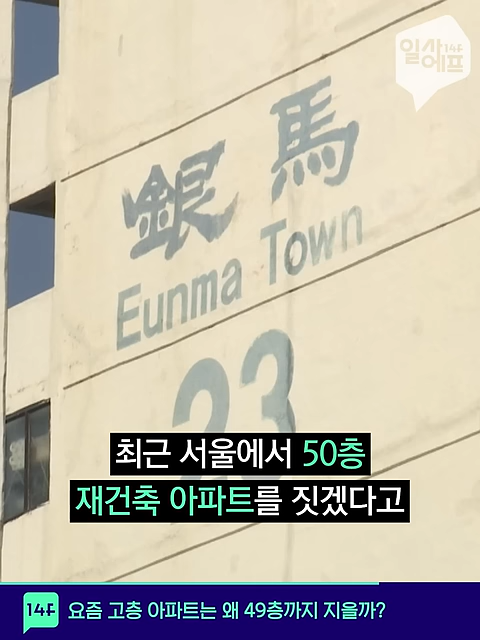 일사
에프
14F
銀馬
Eunma Town
23
최근 서울에서 50층
재건축 아파트를 짓겠다고
14F 요즘 고층 아파트는 왜 49층까지 지을까?